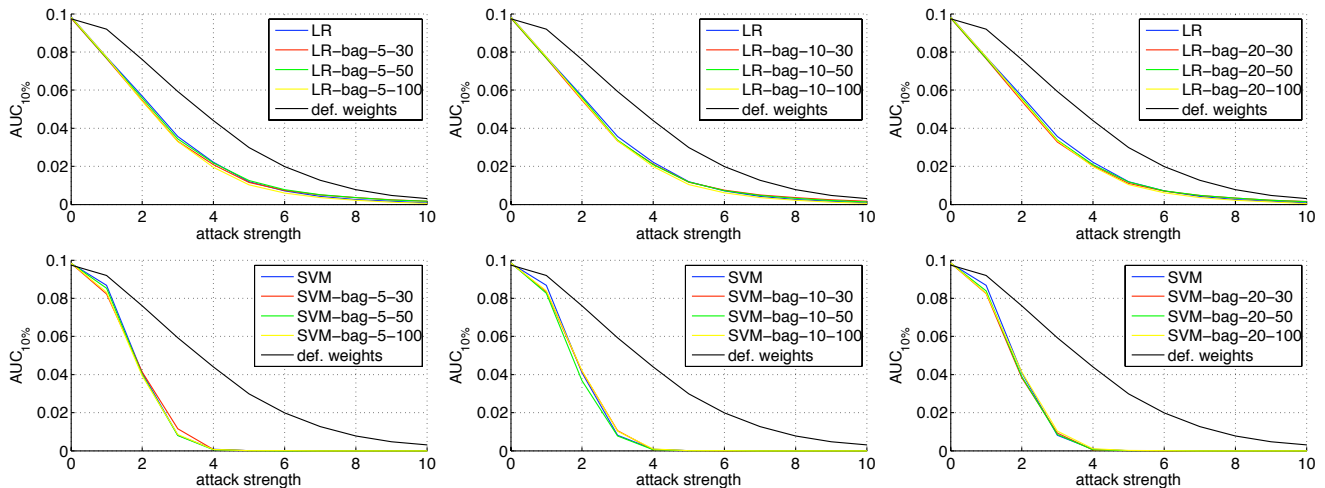 0.1
0.08
0.06
0.04
0.02
0
AUC10%
LR
LR−bag−5−30
LR−bag−5−50
LR−bag−5−100
def. weights
0 2 4 6 8 10
attack strength
0.1
0.08
0.06
0.04
0.02
0
AUC10%
LR
LR−bag−10−30
LR−bag−10−50
LR−bag−10−100
def. weights
0 2 4 6 8 10
attack strength
0.1
0.08
0.06
0.04
0.02
0
AUC10%
LR
LR−bag−20−30
LR−bag−20−50
LR−bag−20−100
def. weights
0 2 4 6 8 10
attack strength
0.1
0.08
0.06
0.04
0.02
0
AUC10%
SVM
SVM−bag−5−30
SVM−bag−5−50
SVM−bag−5−100
def. weights
0 2 4 6 8 10
attack strength
0.1
0.08
0.06
0.04
0.02
0
AUC10%
SVM
SVM−bag−10−30
SVM−bag−10−50
SVM−bag−10−100
def. weights
0 2 4 6 8 10
attack strength
0.1
0.08
0.06
0.04
0.02
0
AUC10%
SVM
SVM−bag−20−30
SVM−bag−20−50
SVM−bag−20−100
def. weights
0 2 4 6 8 10
attack strength